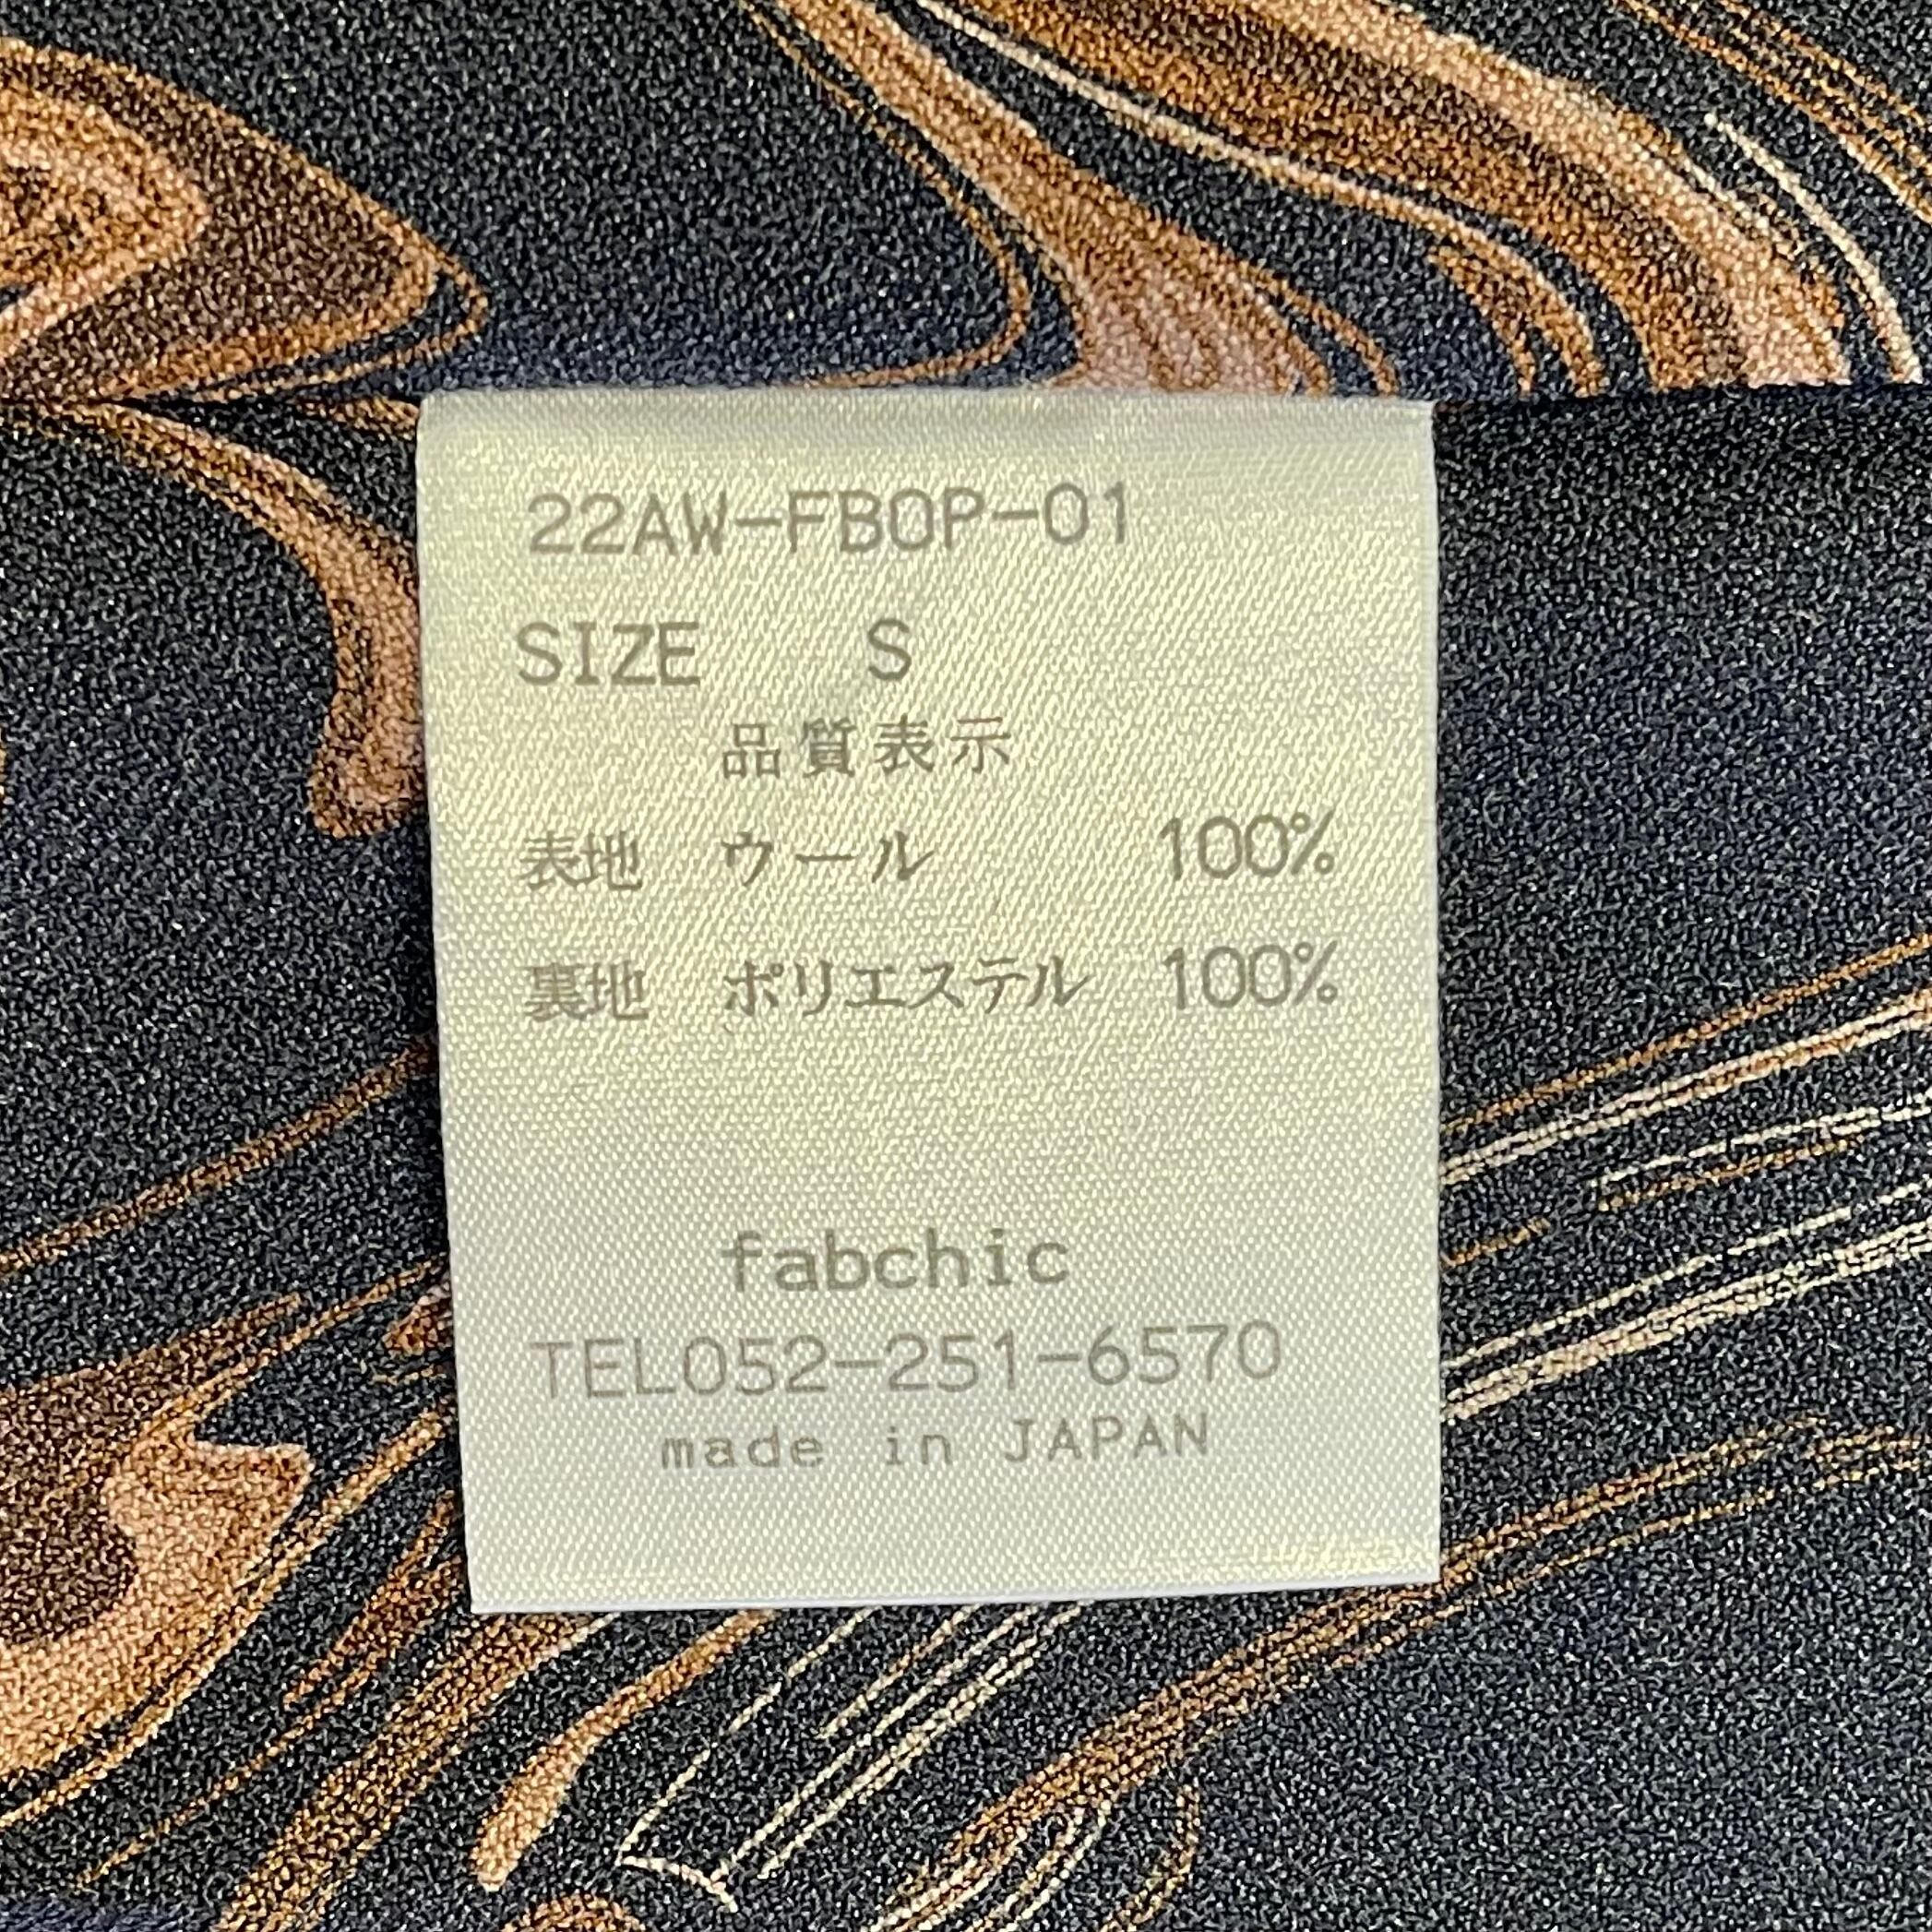 22AW-FBOP-01
SIZE S
品質表示
表地 ウール 100%
裏地 ポリエステル 100%
fabchic
TEL052-251-6570
made in JAPAN